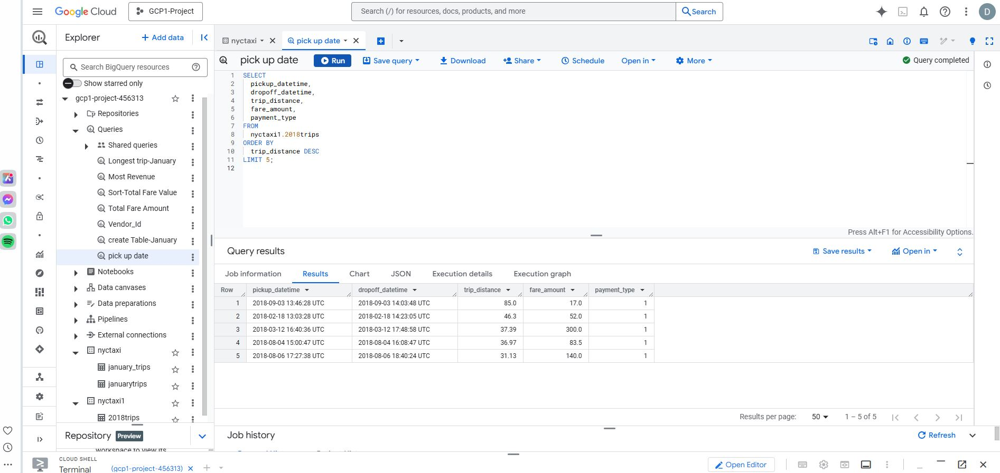 Google Cloud
GCP1-Project
Search (/) for resources, docs, products, and more
Search
D
Explorer
+ Add data
nyctaxi
pick up date
Search BigQuery resources
Show starred only
gcp1-project-456313
Repositories
Queries
Shared queries
Longest trip-January
Most Revenue
Sort-Total Fare Value
Total Fare Amount
Vendor_Id
create Table-January
pick up date
Notebooks
Data canvases
Data preparations
Pipelines
External connections
nyctaxi
january_trips
januarytrips
nyctaxi1
2018trips
Repository Preview
workspace to view its
pick up date
Run
Save query
Download
Share
Schedule
Open in
More
Query completed
1 SELECT
2 pickup_datetime,
3 dropoff_datetime,
4 trip_distance,
5 fare_amount,
6 payment_type
7 FROM
8 nyctaxi1.2018trips
9 ORDER BY
10 trip_distance DESC
11 LIMIT 5;
12
Press Alt+F1 for Accessibility Options.
Query results
Save results
Open in
Job information Results Chart JSON Execution details Execution graph
Row pickup_datetime dropoff_datetime trip_distance fare_amount payment_type
1 2018-09-03 13:46:28 UTC 2018-09-03 14:03:48 UTC 85.0 17.0 1
2 2018-02-18 13:03:28 UTC 2018-02-18 14:23:05 UTC 46.3 52.0 1
3 2018-03-12 16:40:36 UTC 2018-03-12 17:48:58 UTC 37.39 300.0 1
4 2018-08-04 15:00:47 UTC 2018-08-04 16:08:47 UTC 36.97 83.5 1
5 2018-08-06 17:27:38 UTC 2018-08-06 18:40:24 UTC 31.13 140.0 1
Results per page: 50 1 – 5 of 5
Job history
Refresh
CLOUD SHELL
Terminal
(gcp1-project-456313)
Open Editor